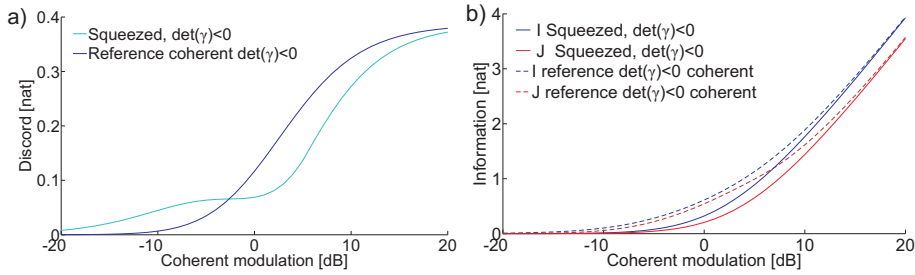 a)
0.4
0.3
0.2
0.1
0
-20
-10
0
10
20
Discord [nat]
Coherent modulation [dB]
Squeezed, det(γ)<0
Reference coherent det(γ)<0
b)
4
2
0
-20
-10
0
10
20
Information [nat]
Coherent modulation [dB]
I Squeezed, det(γ)<0
J Squeezed, det(γ)<0
I reference det(γ)<0 coherent
J reference det(γ)<0 coherent